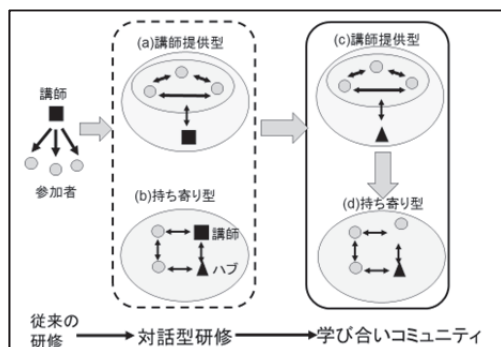 講師
参加者
(a)講師提供型
(b)持ち寄り型
講師
ハブ
(c)講師提供型
(d)持ち寄り型
従来の
研修
対話型研修
学び合いコミュニティ